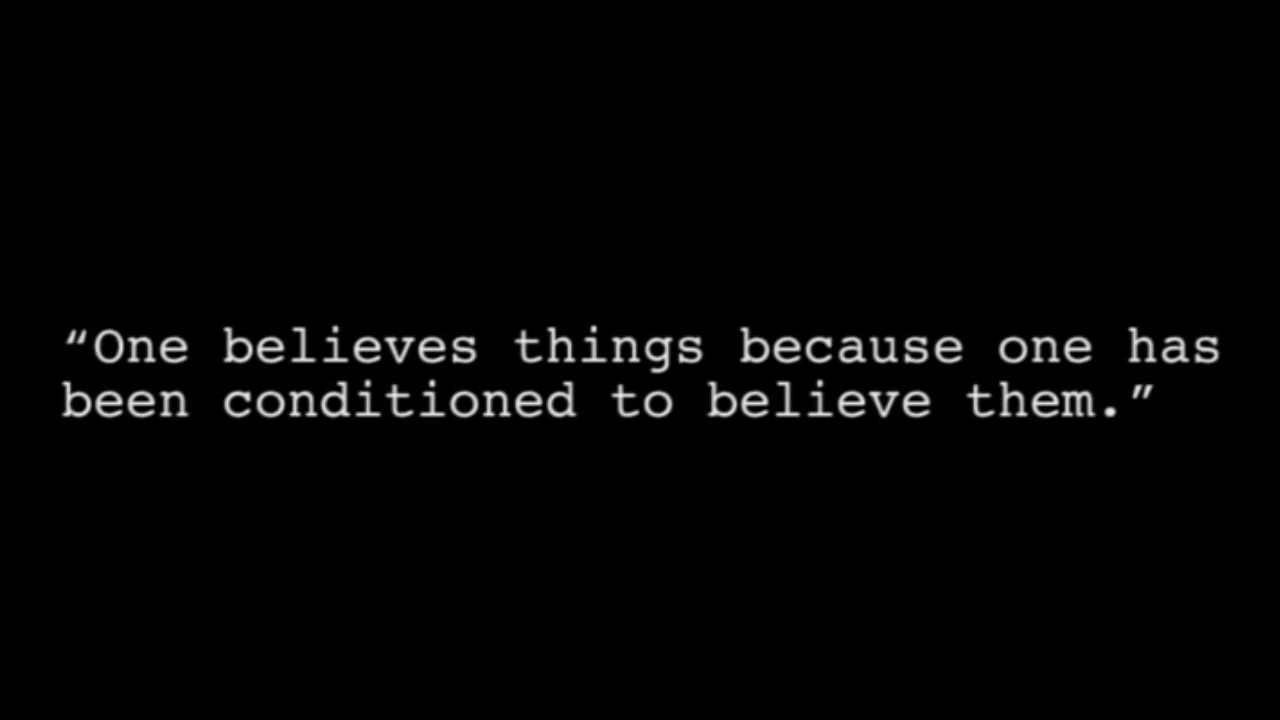 “One believes things because one has
been conditioned to believe them.”